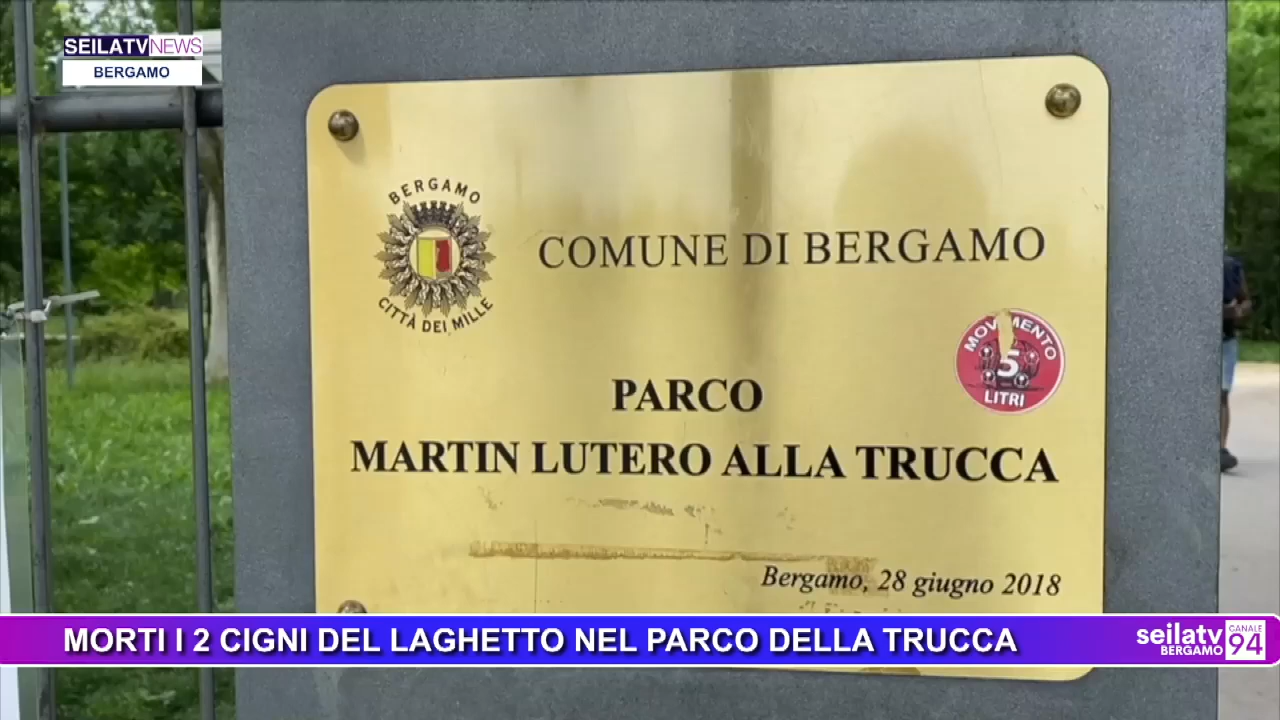 SEILATVNEWS
BERGAMO
BERGAMO
CITTÀ DEI MILLE
COMUNE DI BERGAMO
MOVIMENTO
5
LITRI
PARCO
MARTIN LUTERO ALLA TRUCCA
Bergamo, 28 giugno 2018
MORTI I 2 CIGNI DEL LAGHETTO NEL PARCO DELLA TRUCCA
seilatv
BERGAMO
CANALE
94